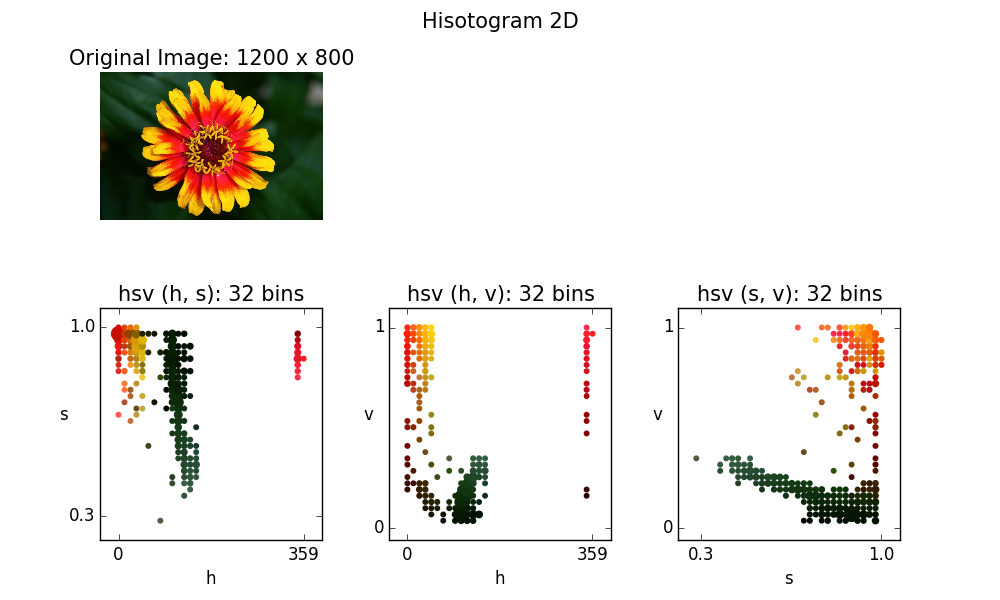 Hisotogram 2D
Original Image: 1200 x 800
hsv (h, s): 32 bins
hsv (h, v): 32 bins
hsv (s, v): 32 bins
1.0
s
0.3
0
359
h
1
v
0
0
359
h
1
v
0
0.3
1.0
s